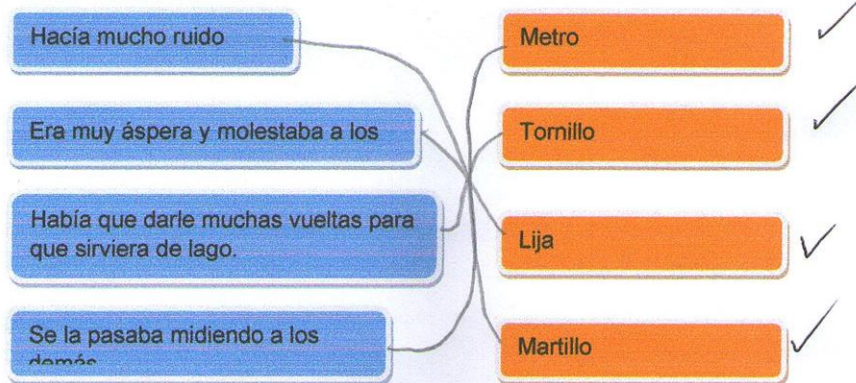 Hacía mucho ruido
Metro
Era muy áspera y molestaba a los
Tornillo
Había que darle muchas vueltas para
que sirviera de lago.
Lija
Se la pasaba midiendo a los
demás
Martillo